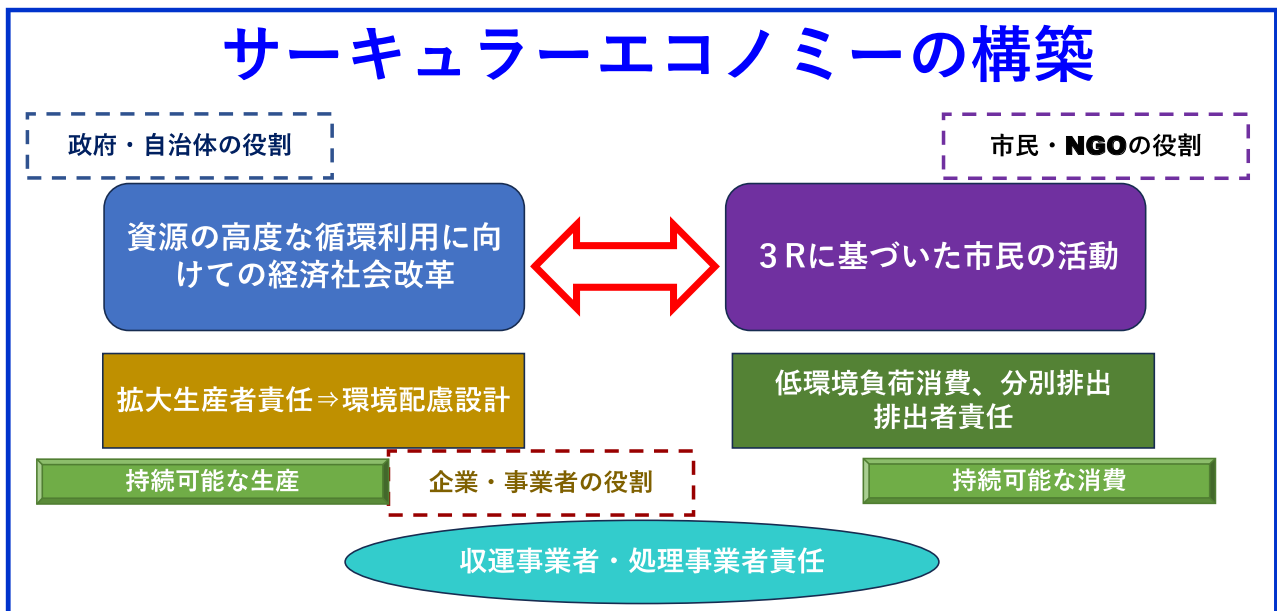 サーキュラーエコノミーの構築
政府・自治体の役割
市民・NGOの役割
資源の高度な循環利用に向
けての経済社会改革
３Rに基づいた市民の活動
拡大生産者責任⇒環境配慮設計
低環境負荷消費、分別排出
排出者責任
持続可能な生産
企業・事業者の役割
持続可能な消費
収運事業者・処理事業者責任